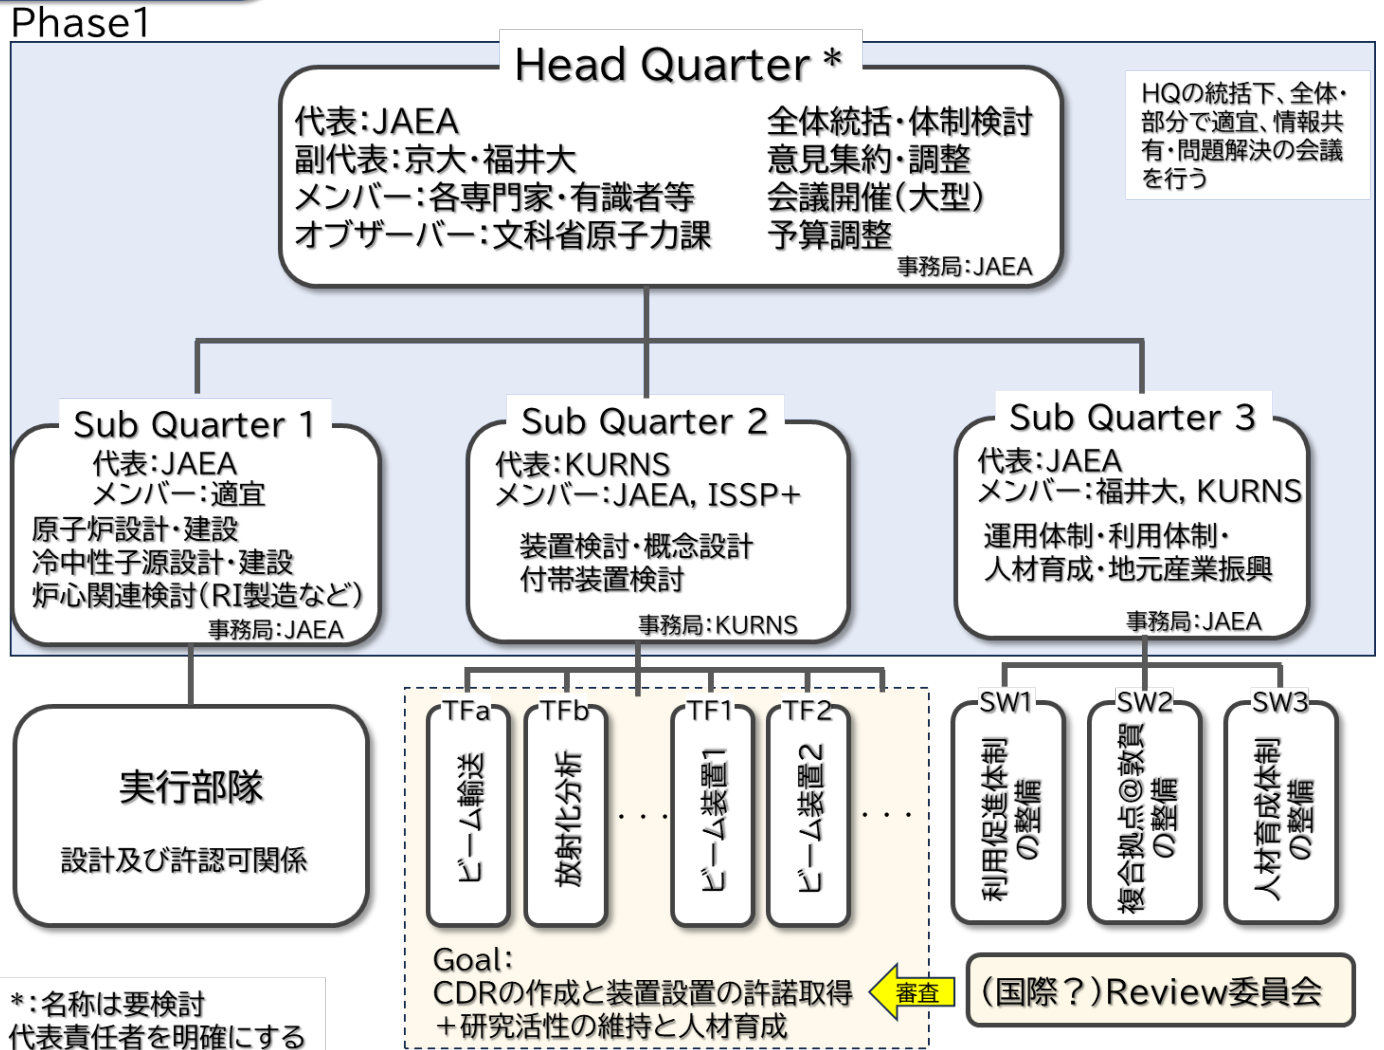 Phase1
Head Quarter *
代表：JAEA
副代表：京大・福井大
メンバー：各専門家・有識者等
オブザーバー：文科省原子力課
全体統括・体制検討
意見集約・調整
会議開催（大型）
予算調整
事務局：JAEA
HQの統括下、全体・
部分で適宜、情報共
有・問題解決の会議
を行う
Sub Quarter 1
代表：JAEA
メンバー：適宜
原子炉設計・建設
冷中性子源設計・建設
炉心関連検討（RI製造など）
事務局：JAEA
Sub Quarter 2
代表：KURNS
メンバー：JAEA, ISSP＋
装置検討・概念設計
付帯装置検討
事務局：KURNS
Sub Quarter 3
代表：JAEA
メンバー：福井大, KURNS
運用体制・利用体制・
人材育成・地元産業振興
事務局：JAEA
実行部隊
設計及び許認可関係
TFa
ビーム輸送
TFb
放射化分析
・・・
TF1
ビーム装置1
TF2
ビーム装置2
・・・
SW1
利用促進体制
の整備
SW2
複合拠点@敦賀
の整備
SW3
人材育成体制
の整備
Goal：
CDRの作成と装置設置の許諾取得
＋研究活性の維持と人材育成
審査
（国際？）Review委員会
*：名称は要検討
代表責任者を明確にする